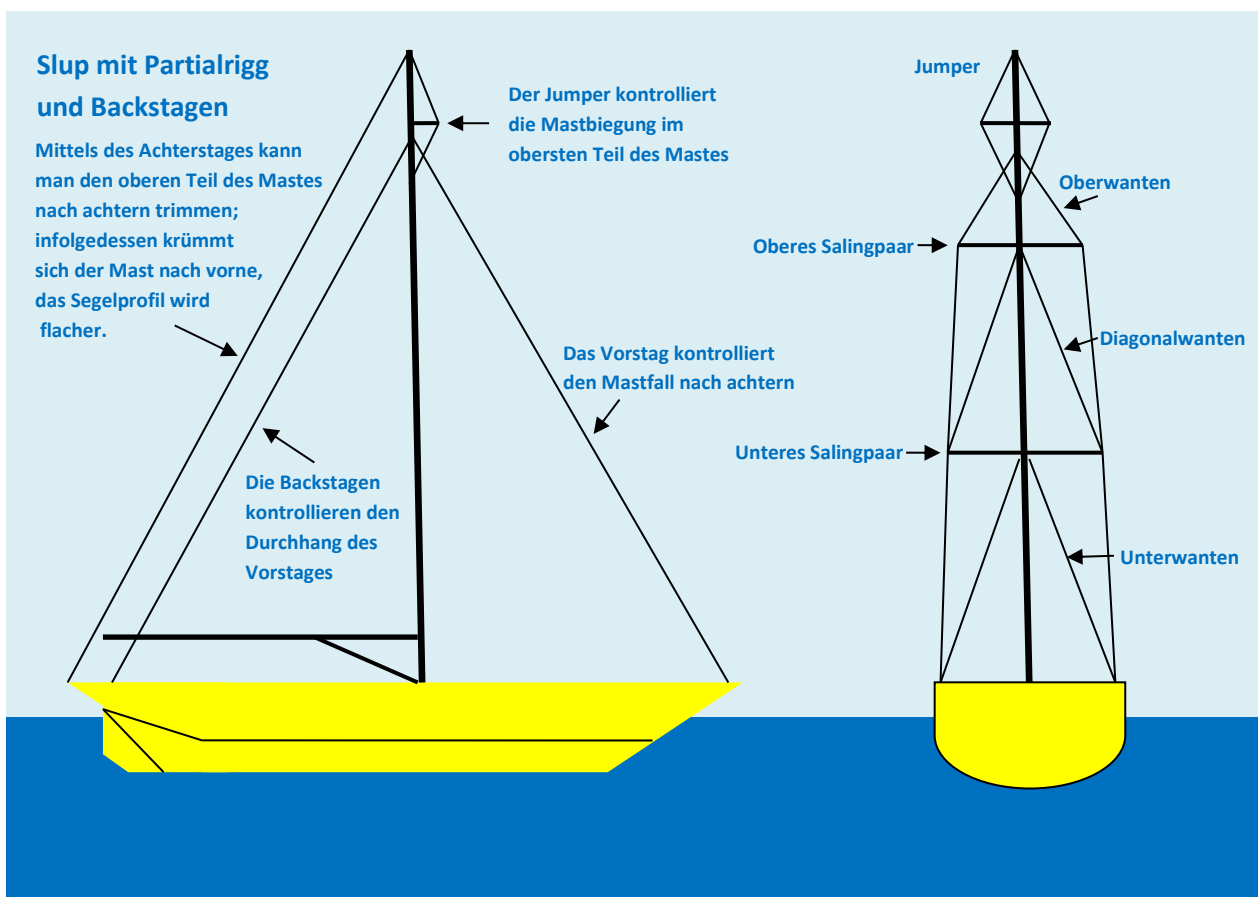 Slup mit Partialrigg
und Backstagen
Mittels des Achterstages kann
man den oberen Teil des Mastes
nach achtern trimmen;
infolgedessen krümmt
sich der Mast nach vorne,
das Segelprofil wird
flacher.
Der Jumper kontrolliert
die Mastbiegung im
obersten Teil des Mastes
Das Vorstag kontrolliert
den Mastfall nach achtern
Die Backstagen
kontrollieren den
Durchhang des
Vorstages
Jumper
Oberwanten
Oberes Salingpaar
Diagonalwanten
Unteres Salingpaar
Unterwanten